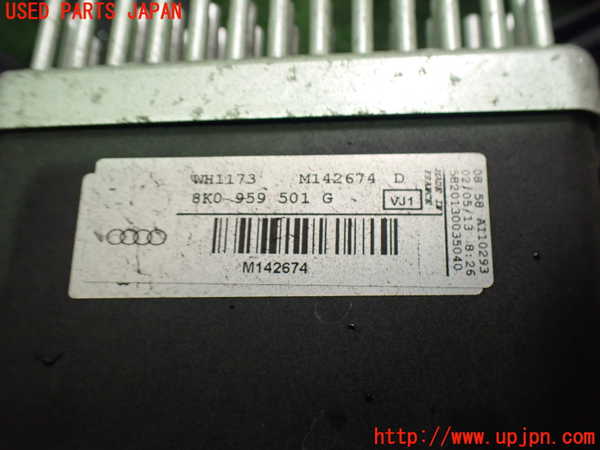 USED PARTS JAPAN
WH1173 M142674 D
8K0 959 501 G
VJ1
MADE IN
FRANCE
M142674
08 58 A110293
02/05/13 8:26
5820130035040
http://www.upjpn.com